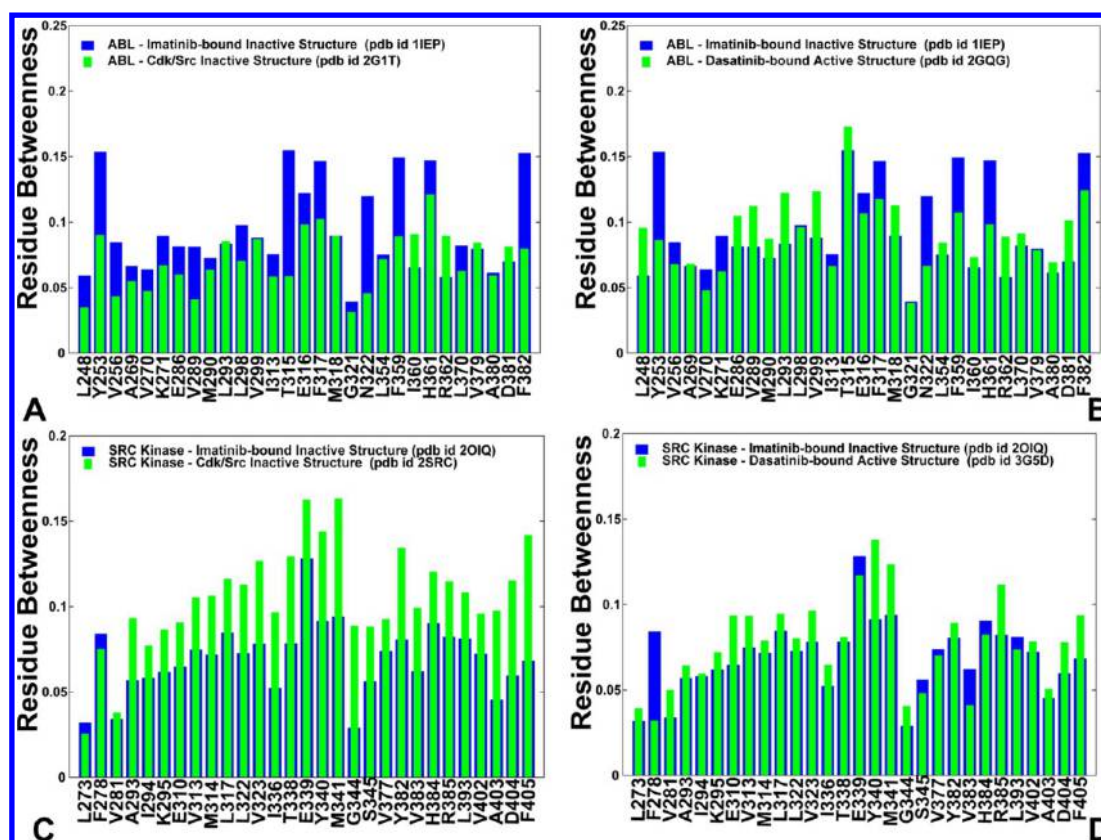 ABL - Imatinib-bound Inactive Structure (pdb id 1IEP)
ABL - Cdk/Src Inactive Structure (pdb id 2G1T)
Residue Betweenness
0.25
0.2
0.15
0.1
0.05
0
L248 Y253 V256 A269 V270 K271 E286 V289 M290 L293 L298 V299 I313 T315 E316 F317 M318 G321 N322 L354 F359 I360 H361 R362 L370 V379 A380 D381 F382
A
ABL - Imatinib-bound Inactive Structure (pdb id 1IEP)
ABL - Dasatinib-bound Active Structure (pdb id 2GQG)
Residue Betweenness
0.25
0.2
0.15
0.1
0.05
0
L248 Y253 V256 A269 V270 K271 E286 V289 M290 L293 L298 V299 I313 T315 E316 F317 M318 G321 N322 L354 F359 I360 H361 R362 L370 V379 A380 D381 F382
B
SRC Kinase - Imatinib-bound Inactive Structure (pdb id 2OIQ)
SRC Kinase - Cdk/Src Inactive Structure (pdb id 2SRC)
Residue Betweenness
0.2
0.15
0.1
0.05
0
L273 F278 V281 A293 I294 K295 E310 V313 M314 L317 L322 V323 I336 T338 E339 Y340 M341 G344 S345 V377 Y382 V383 H384 R385 L393 V402 A403 D404 F405
C
SRC Kinase - Imatinib-bound Inactive Structure (pdb id 2OIQ)
SRC Kinase - Dasatinib-bound Active Structure (pdb id 3G5D)
Residue Betweenness
0.2
0.15
0.1
0.05
0
L273 F278 V281 A293 I294 K295 E310 V313 M314 L317 L322 V323 I336 T338 E339 Y340 M341 G344 S345 V377 Y382 V383 H384 R385 L393 V402 A403 D404 F405
D